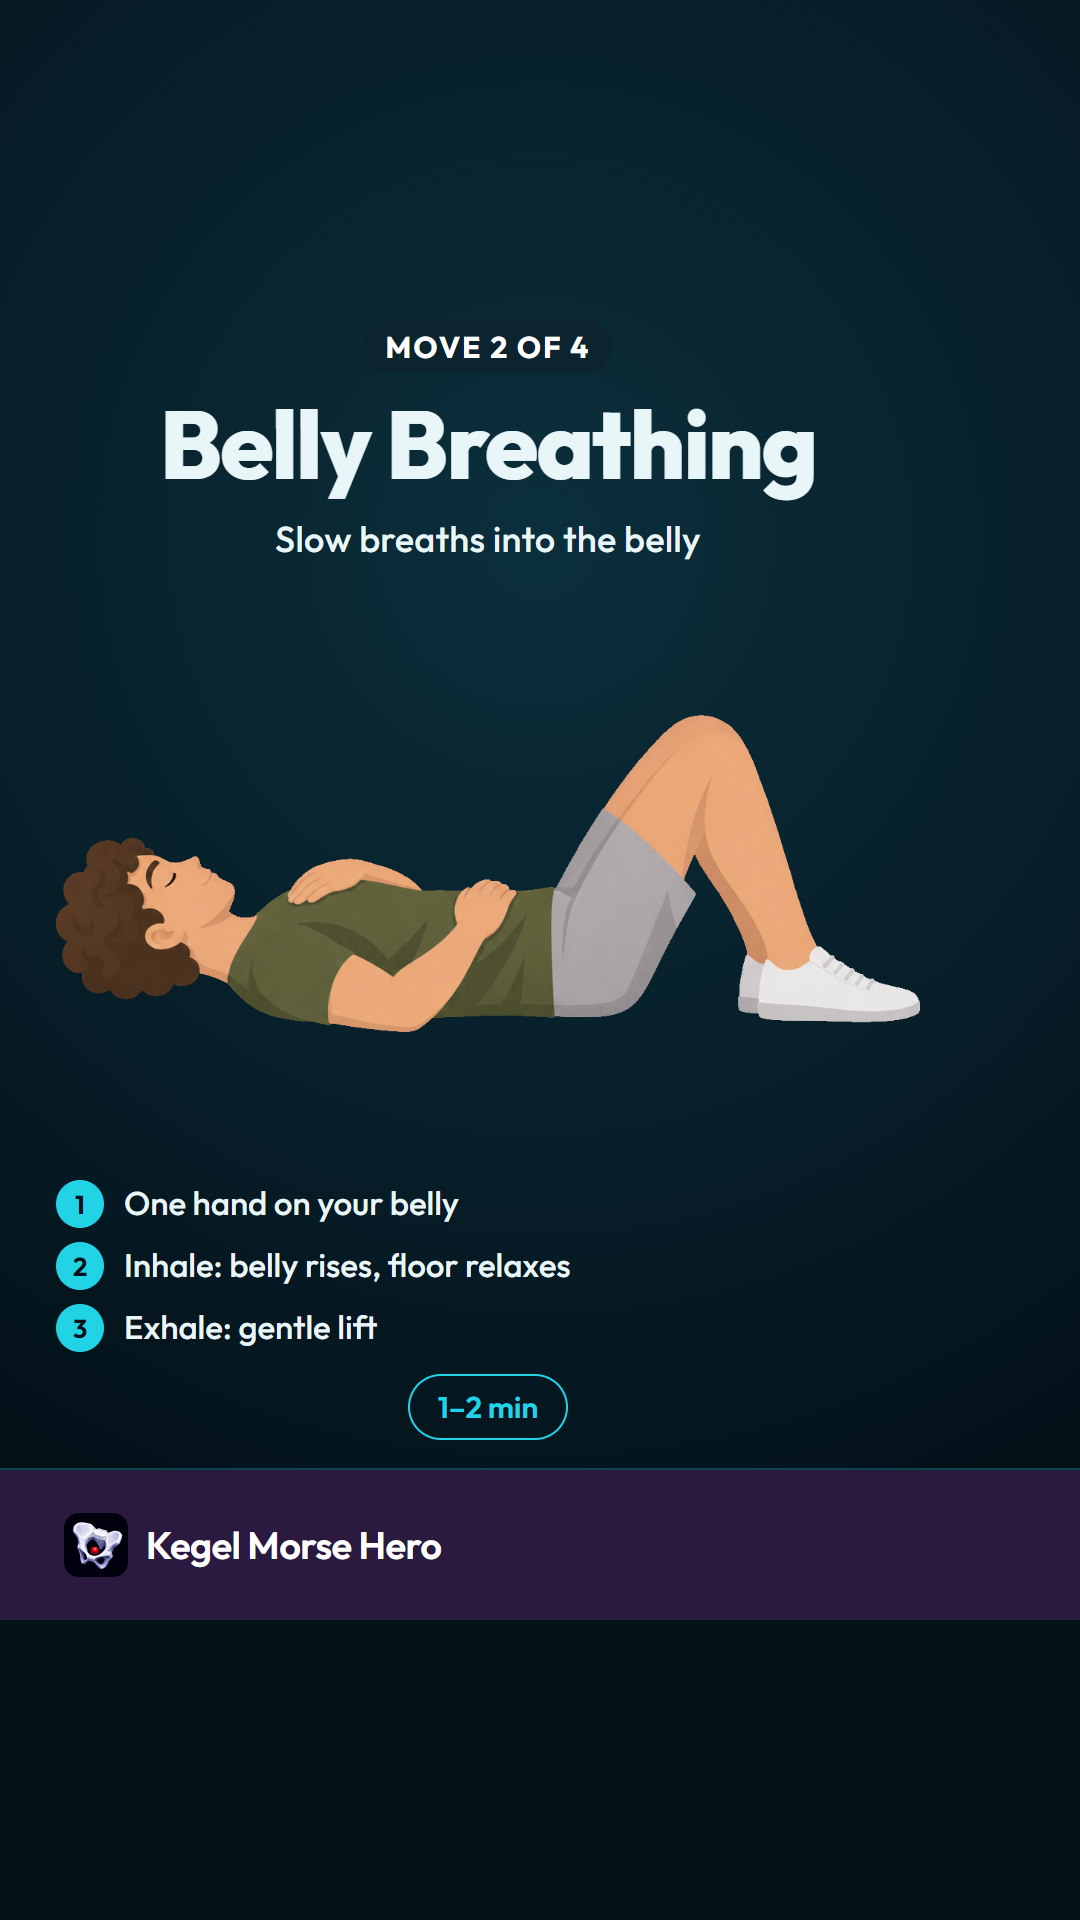 MOVE 2 OF 4
Belly Breathing
Slow breaths into the belly
1 One hand on your belly
2 Inhale: belly rises, floor relaxes
3 Exhale: gentle lift
1–2 min
Kegel Morse Hero